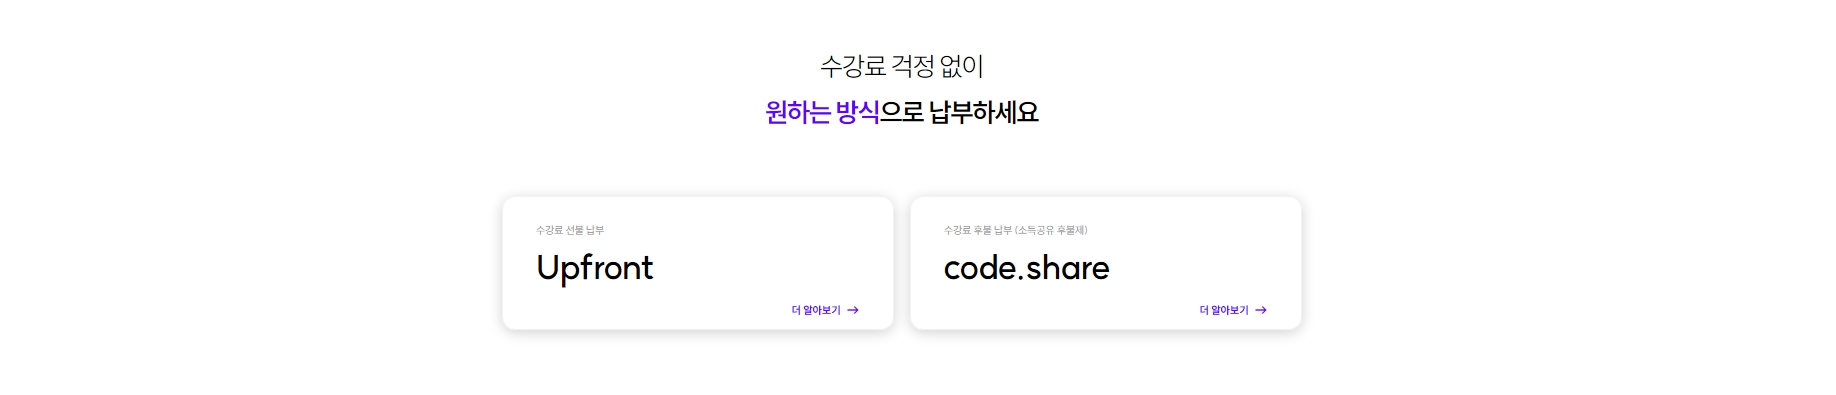 수강료 걱정 없이
원하는 방식으로 납부하세요
수강료 선불 납부
Upfront
더 알아보기 →
수강료 후불 납부 (소득공유 후불제)
code.share
더 알아보기 →